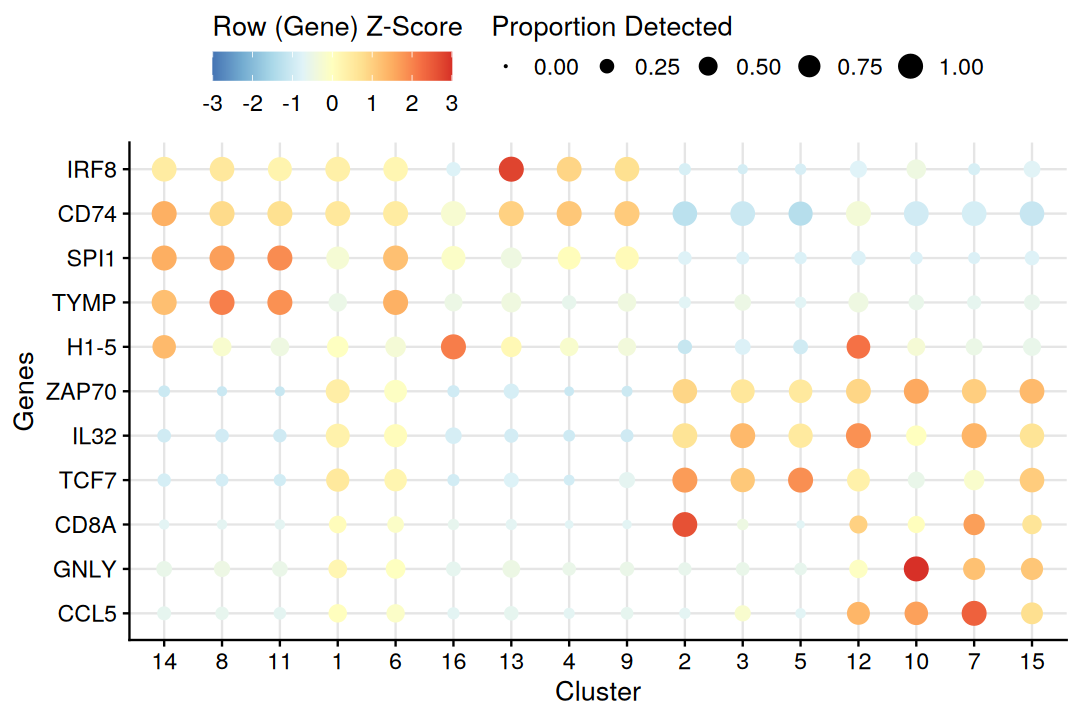 Row (Gene) Z-Score
-3 -2 -1 0 1 2 3
Proportion Detected
0.00 0.25 0.50 0.75 1.00
Genes
IRF8
CD74
SPI1
TYMP
H1-5
ZAP70
IL32
TCF7
CD8A
GNLY
CCL5
14 8 11 1 6 16 13 4 9 2 3 5 12 10 7 15
Cluster